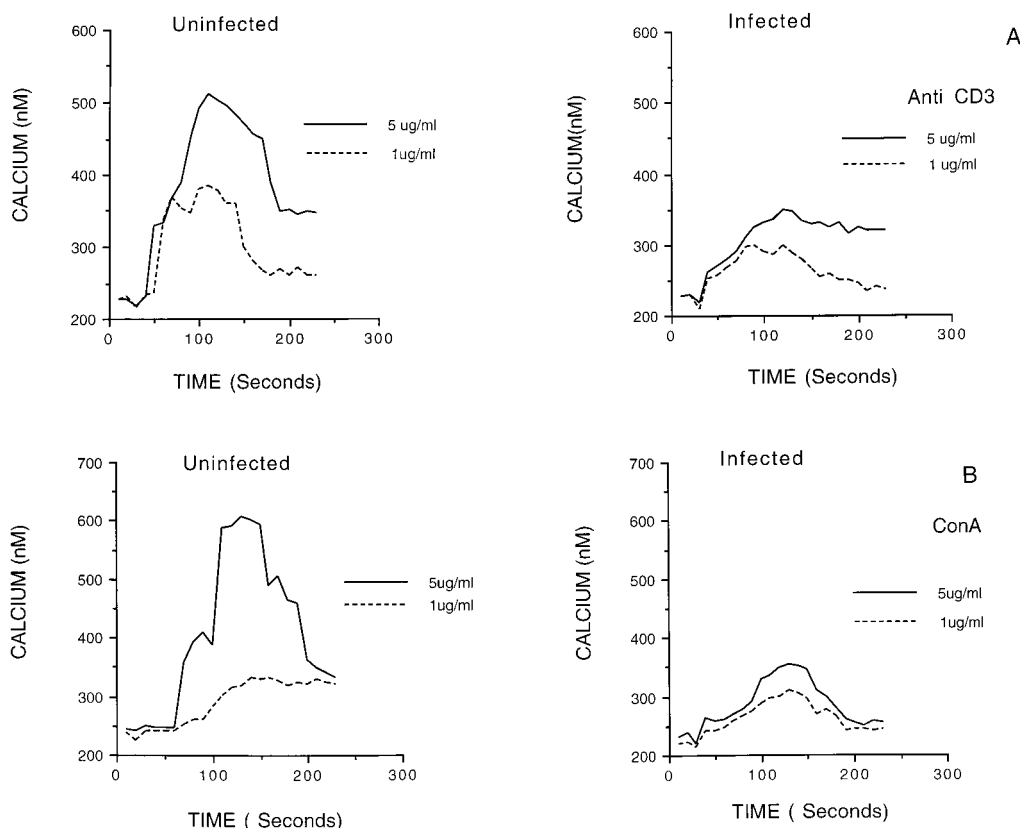 Uninfected
600
500
400
300
200
CALCIUM (nM)
5 ug/ml
1ug/ml
0
100
200
300
TIME (Seconds)
Infected
A
Anti CD3
600
500
400
300
200
CALCIUM(nM)
5 ug/ml
1 ug/ml
0
100
200
300
TIME (Seconds)
Uninfected
700
600
500
400
300
200
CALCIUM (nM)
5ug/ml
1ug/ml
0
100
200
300
TIME ( Seconds)
Infected
B
ConA
700
600
500
400
300
200
CALCIUM (nM)
5ug/ml
1ug/ml
0
100
200
300
TIME ( Seconds)